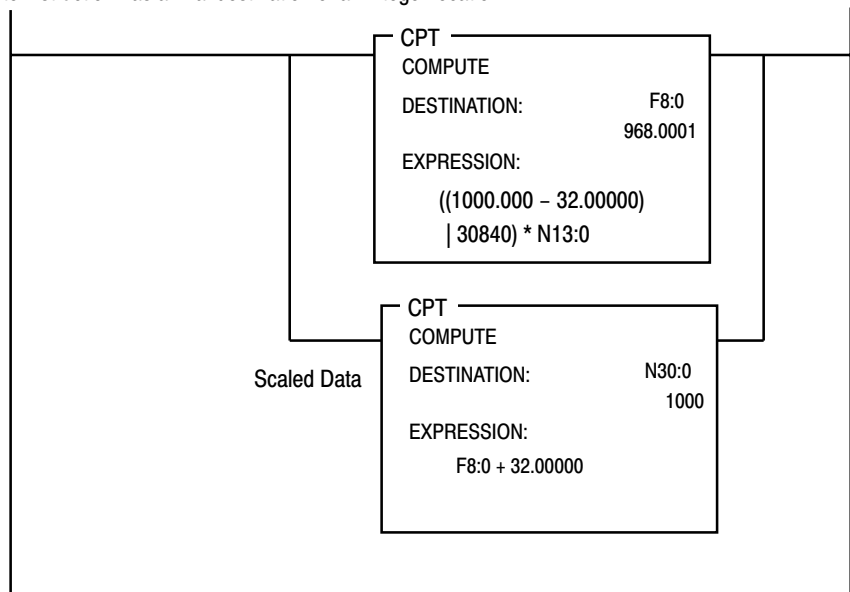 CPT
COMPUTE
DESTINATION: F8:0
968.0001
EXPRESSION:
((1000.000 – 32.00000)
| 30840) * N13:0
CPT
COMPUTE
Scaled Data DESTINATION: N30:0
1000
EXPRESSION:
F8:0 + 32.00000